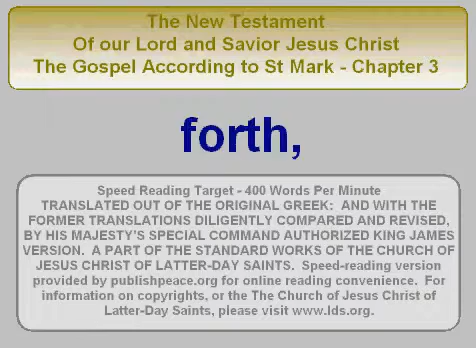 The New Testament
Of our Lord and Savior Jesus Christ
The Gospel According to St Mark - Chapter 3
forth,
Speed Reading Target - 400 Words Per Minute
TRANSLATED OUT OF THE ORIGINAL GREEK:  AND WITH THE
FORMER TRANSLATIONS DILIGENTLY COMPARED AND REVISED,
BY HIS MAJESTY'S SPECIAL COMMAND AUTHORIZED KING JAMES
VERSION.  A PART OF THE STANDARD WORKS OF THE CHURCH OF
JESUS CHRIST OF LATTER-DAY SAINTS.  Speed-reading version
provided by publishpeace.org for online reading convenience.  For
information on copyrights, or the The Church of Jesus Christ of
Latter-Day Saints, please visit www.lds.org.